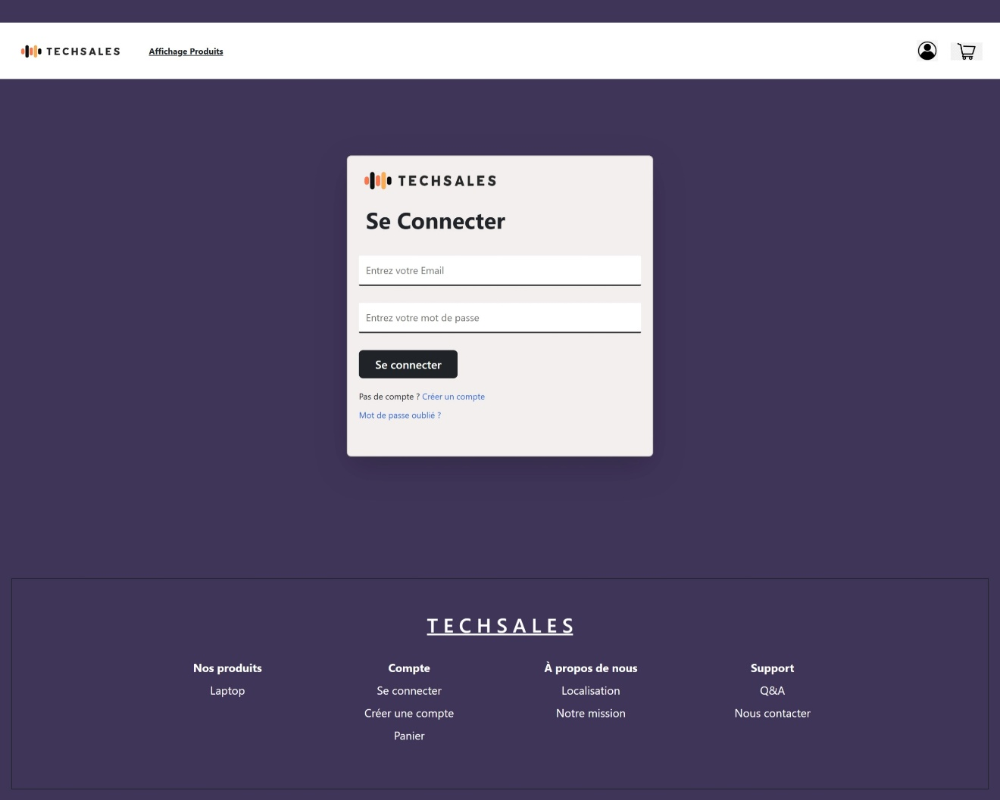 TECHSALES
Affichage Produits
TECHSALES
Se Connecter
Entrez votre Email
Entrez votre mot de passe
Se connecter
Pas de compte ? Créer un compte
Mot de passe oublié ?
TECHSALES
Nos produits
Laptop
Compte
Se connecter
Créer une compte
Panier
À propos de nous
Localisation
Notre mission
Support
Q&A
Nous contacter